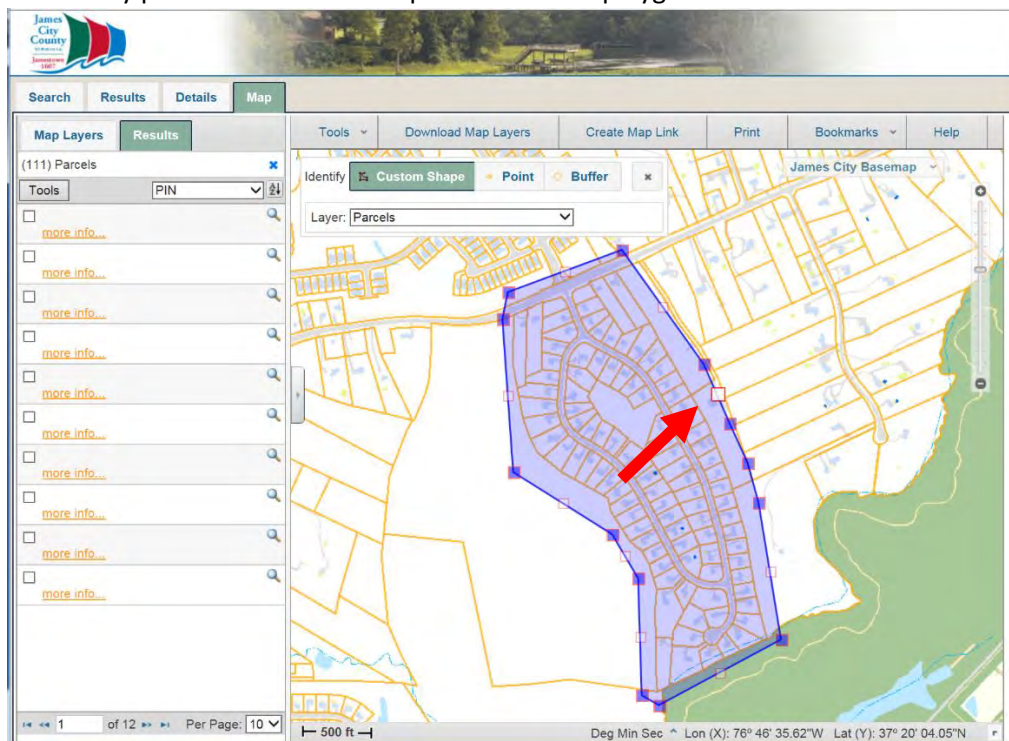 James
City
County
Jamestown
1607
Search Results Details Map
Map Layers Results
Tools Download Map Layers Create Map Link Print Bookmarks Help
(111) Parcels
Tools PIN
Identify Custom Shape Point Buffer
James City Basemap
Layer: Parcels
more info...
more info...
more info...
more info...
more info...
more info...
more info...
more info...
more info...
more info...
1 of 12 Per Page: 10
500 ft
Deg Min Sec Lon (X): 76º 46' 35.62"W Lat (Y): 37º 20' 04.05"N